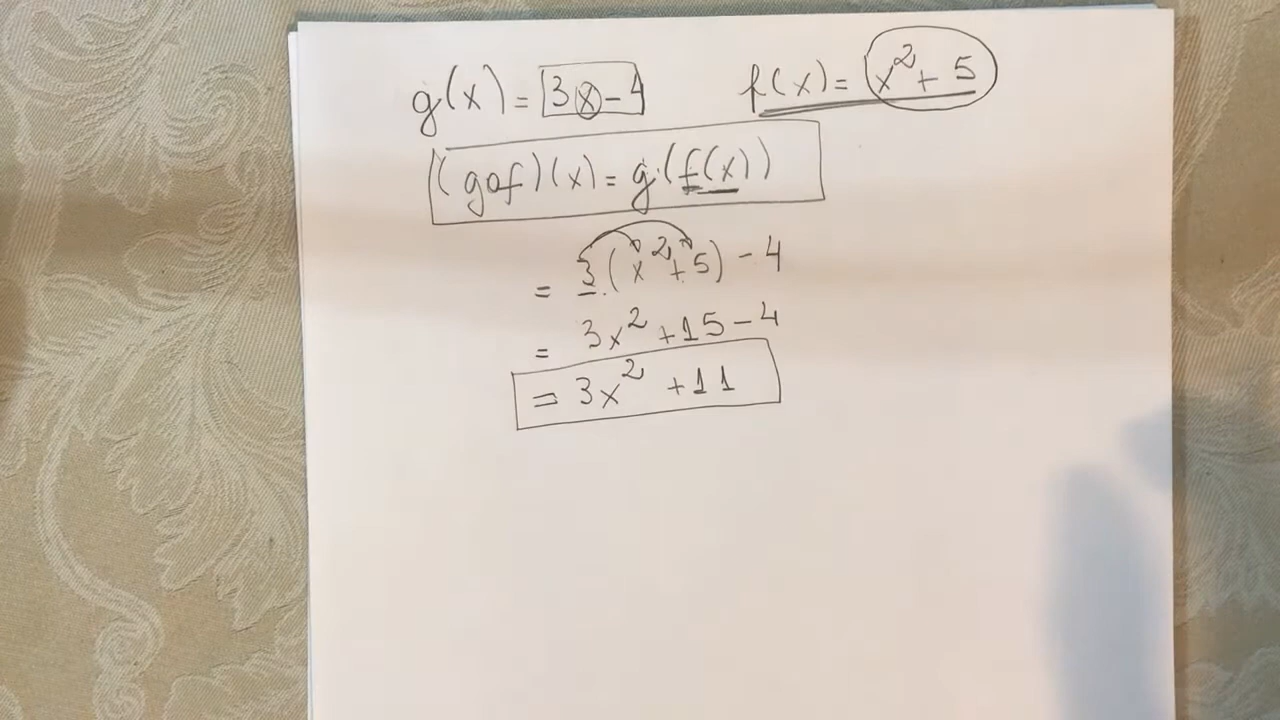 g(x) = 3x-4 f(x) = x²+5
(gof)(x) = g(f(x))
= 3(x²+5)-4
= 3x²+15-4
= 3x²+11